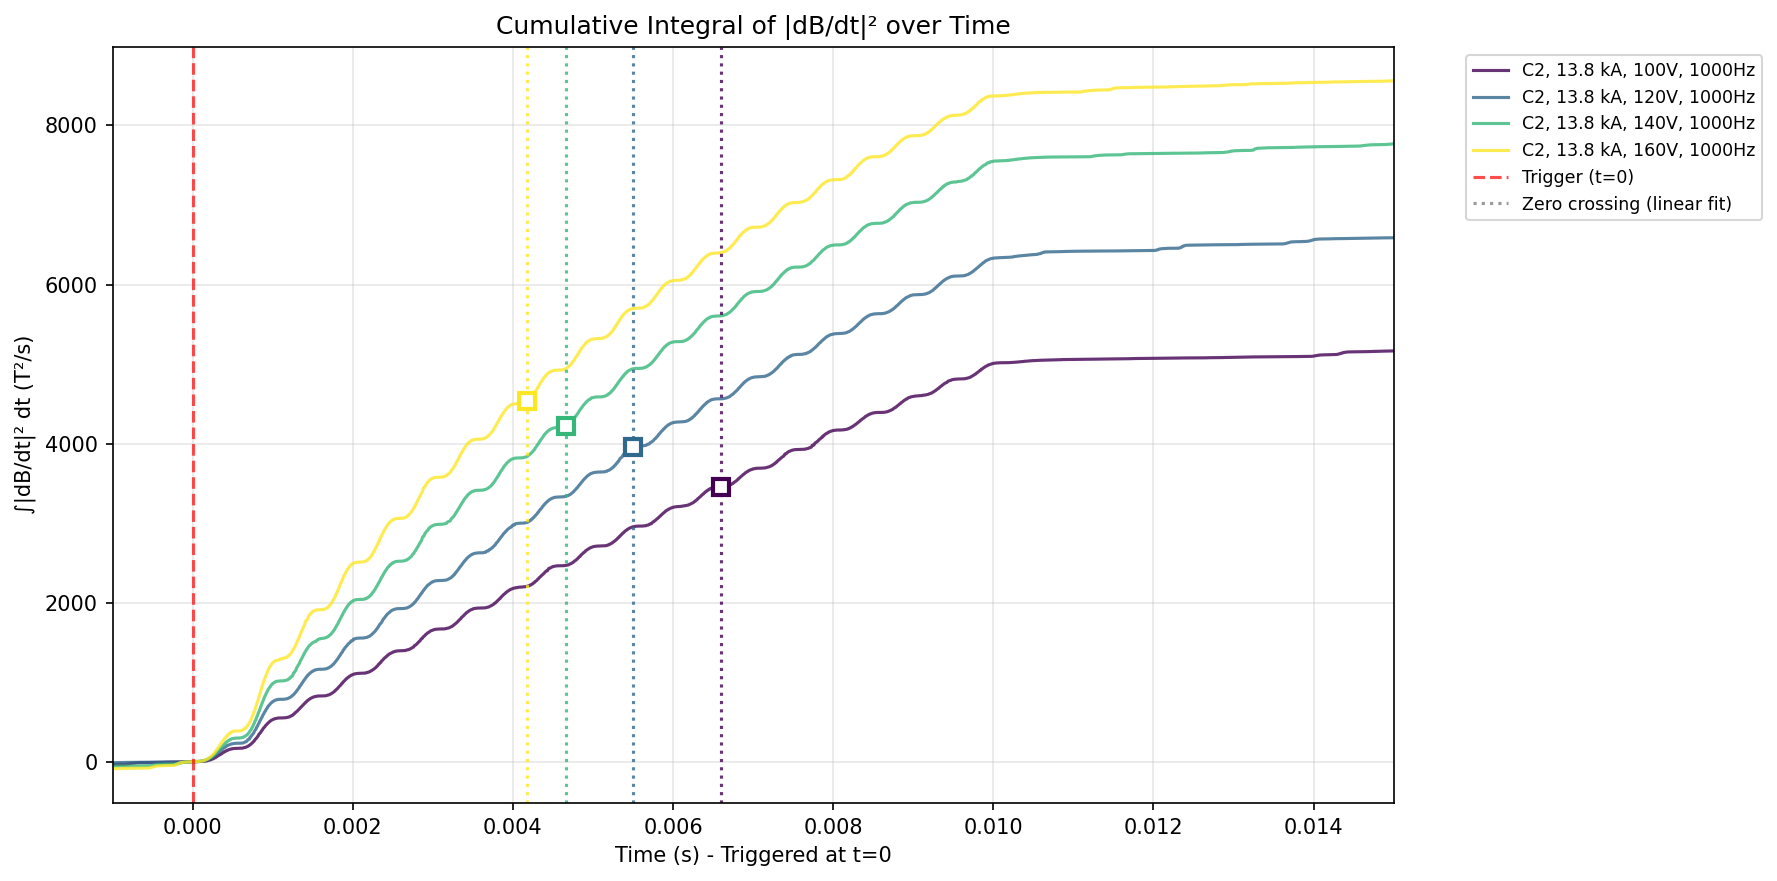 Cumulative Integral of |dB/dt|² over Time
∫|dB/dt|² dt (T²/s)
8000
6000
4000
2000
0
0.000 0.002 0.004 0.006 0.008 0.010 0.012 0.014
Time (s) - Triggered at t=0
C2, 13.8 kA, 100V, 1000Hz
C2, 13.8 kA, 120V, 1000Hz
C2, 13.8 kA, 140V, 1000Hz
C2, 13.8 kA, 160V, 1000Hz
Trigger (t=0)
Zero crossing (linear fit)